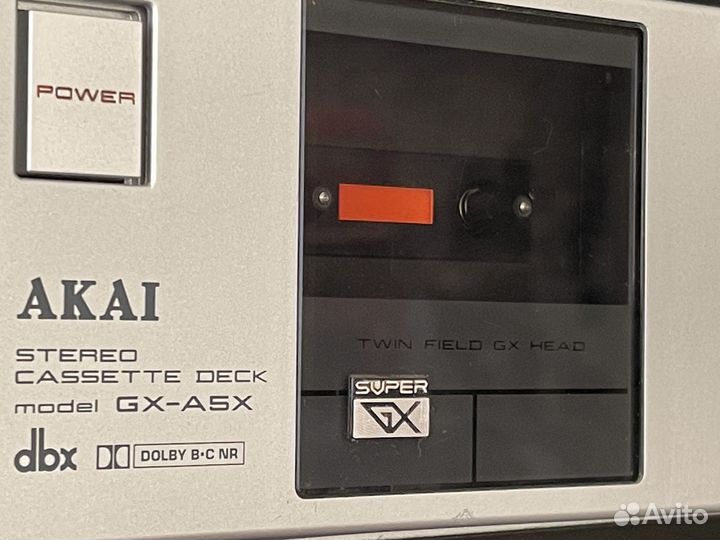 POWER
AKAI
STEREO
CASSETTE DECK
model GX-A5X
dbx DOLBY B·C NR
TWIN FIELD GX HEAD
SUPER
GX
Avito